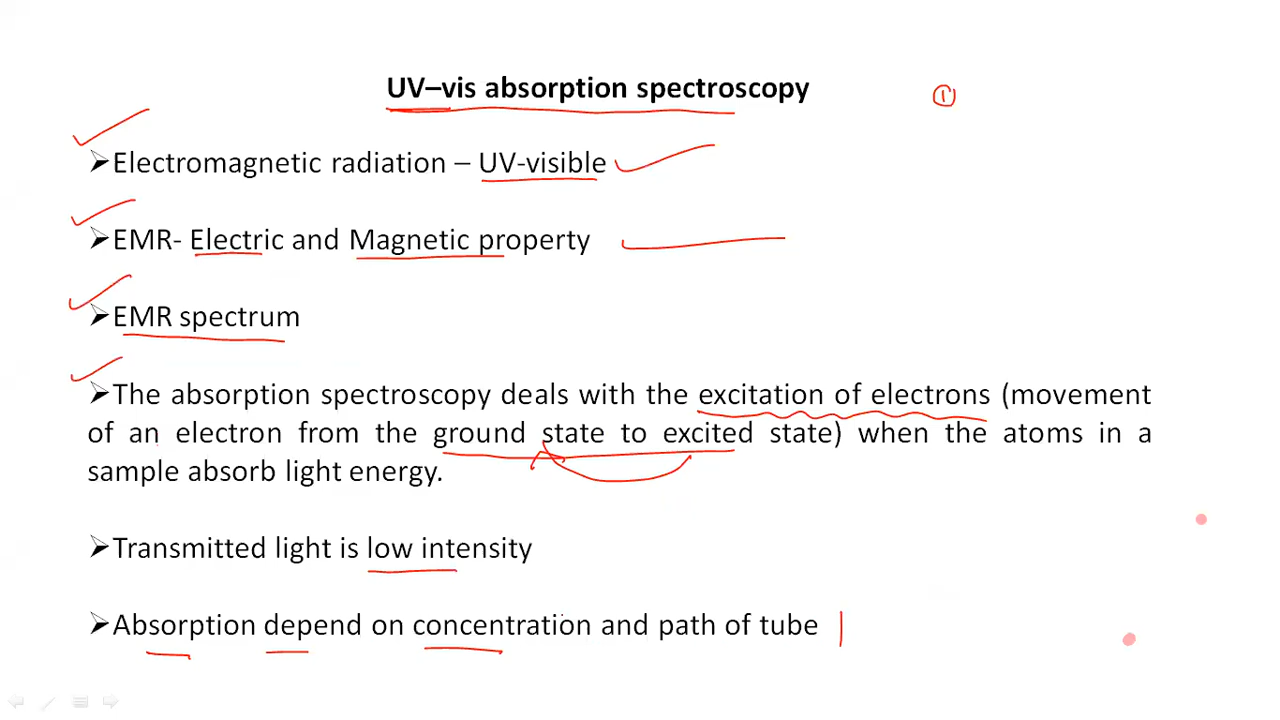 UV–vis absorption spectroscopy
①
➢Electromagnetic radiation – UV-visible
➢EMR- Electric and Magnetic property
➢EMR spectrum
➢The absorption spectroscopy deals with the excitation of electrons (movement
of an electron from the ground state to excited state) when the atoms in a
sample absorb light energy.
➢Transmitted light is low intensity
➢Absorption depend on concentration and path of tube